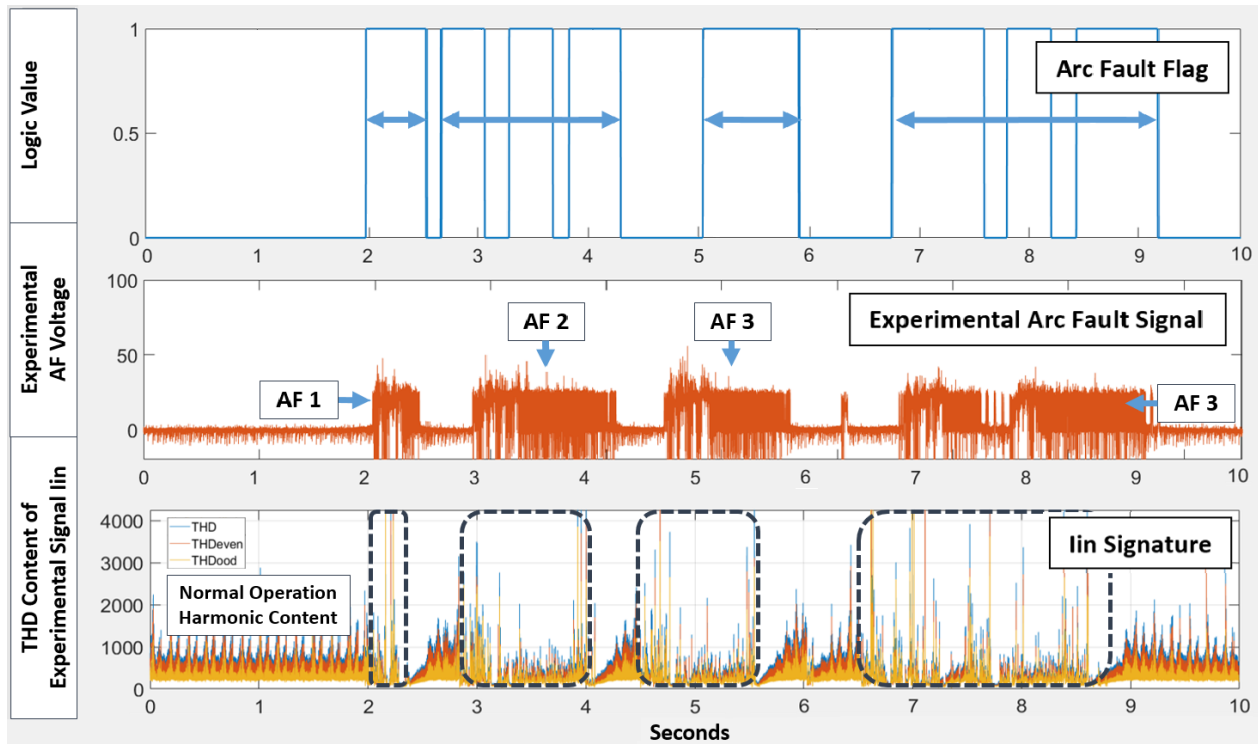 Logic Value
1
0.5
0
Arc Fault Flag
0 1 2 3 4 5 6 7 8 9 10
Experimental
AF Voltage
100
50
0
AF 1
AF 2
AF 3
Experimental Arc Fault Signal
AF 3
0 1 2 3 4 5 6 7 8 9 10
THD Content of
Experimental Signal Iin
4000
3000
2000
1000
0
THD
THDeven
THDood
Normal Operation
Harmonic Content
Iin Signature
0 1 2 3 4 5 6 7 8 9 10
Seconds